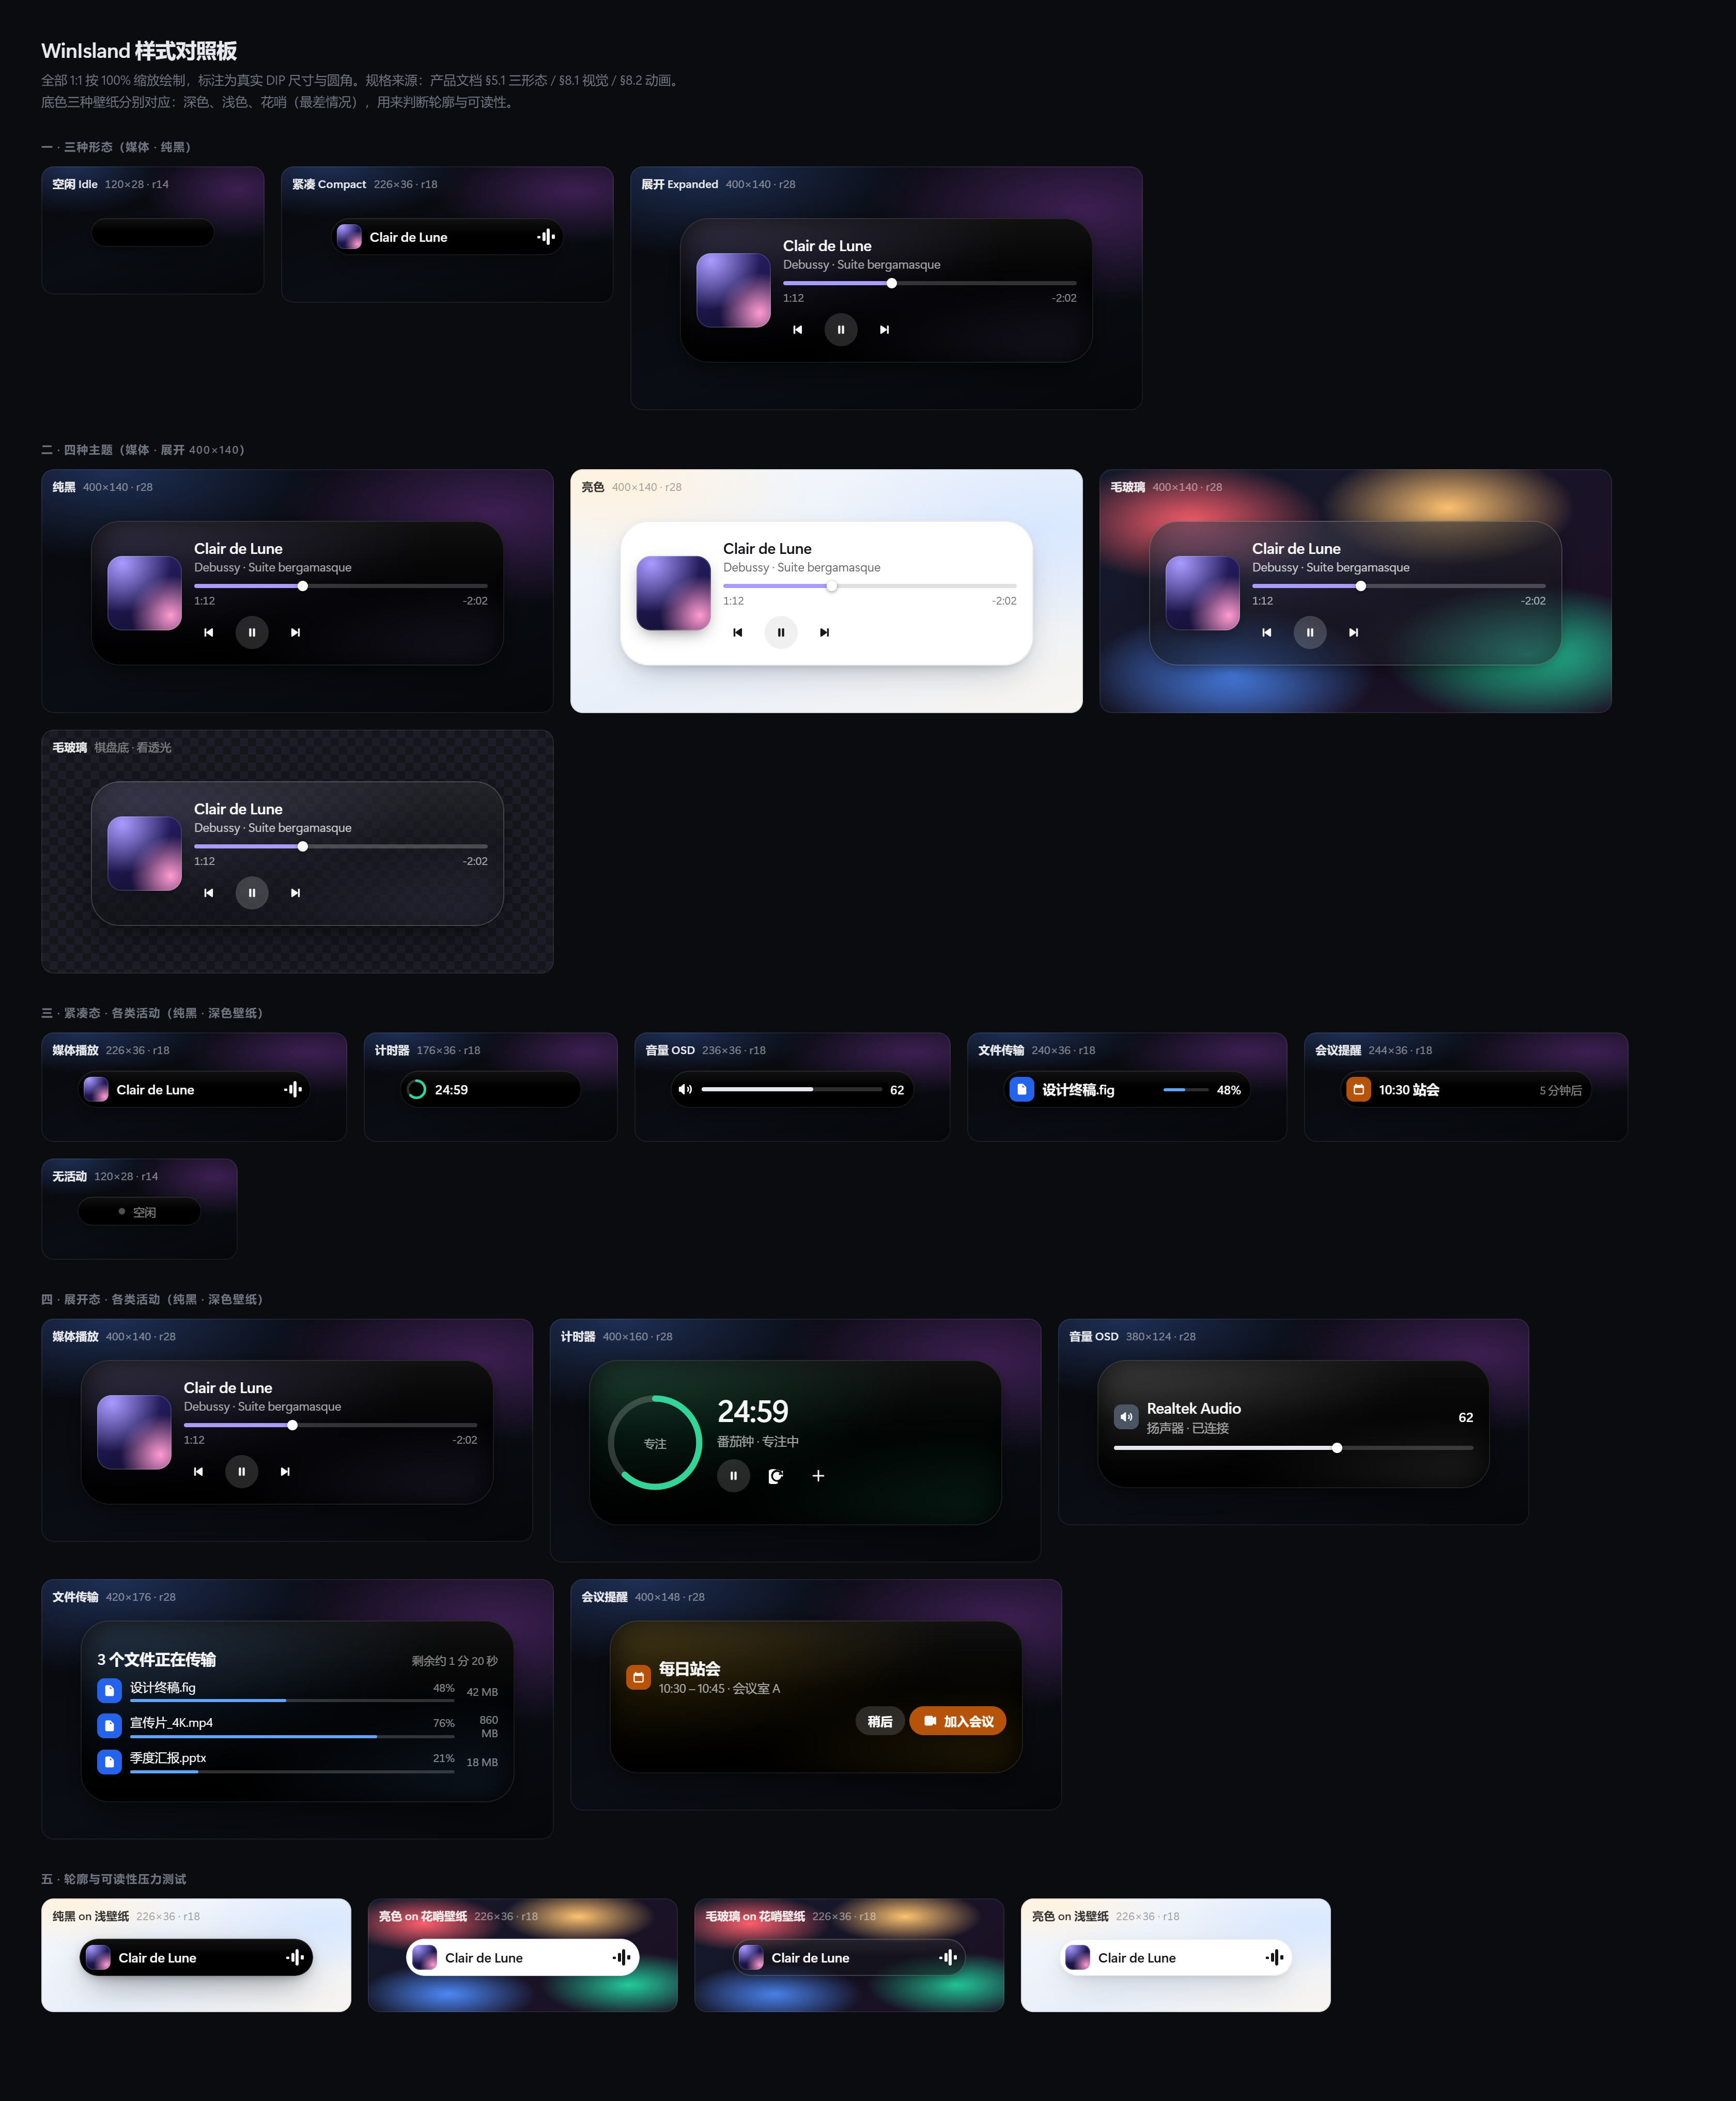 WinIsland 样式对照板
全部 1:1 按 100% 缩放绘制，标注为真实 DIP 尺寸与圆角。规格来源：产品文档 §5.1 三形态 / §8.1 视觉 / §8.2 动画。
底色三种壁纸分别对应：深色、浅色、花哨（最差情况），用来判断轮廓与可读性。
一 · 三种形态（媒体 · 纯黑）
空闲 Idle 120×28 · r14
紧凑 Compact 226×36 · r18
Clair de Lune
展开 Expanded 400×140 · r28
Clair de Lune
Debussy · Suite bergamasque
1:12 -2:02
二 · 四种主题（媒体 · 展开 400×140）
纯黑 400×140 · r28
Clair de Lune
Debussy · Suite bergamasque
1:12 -2:02
亮色 400×140 · r28
Clair de Lune
Debussy · Suite bergamasque
1:12 -2:02
毛玻璃 400×140 · r28
Clair de Lune
Debussy · Suite bergamasque
1:12 -2:02
毛玻璃 棋盘底 · 看透光
Clair de Lune
Debussy · Suite bergamasque
1:12 -2:02
三 · 紧凑态 · 各类活动（纯黑 · 深色壁纸）
媒体播放 226×36 · r18
Clair de Lune
计时器 176×36 · r18
24:59
音量 OSD 236×36 · r18
62
文件传输 240×36 · r18
设计终稿.fig 48%
会议提醒 244×36 · r18
10:30 站会 5 分钟后
无活动 120×28 · r14
空闲
四 · 展开态 · 各类活动（纯黑 · 深色壁纸）
媒体播放 400×140 · r28
Clair de Lune
Debussy · Suite bergamasque
1:12 -2:02
计时器 400×160 · r28
专注
24:59
番茄钟 · 专注中
音量 OSD 380×124 · r28
Realtek Audio
扬声器 · 已连接
62
文件传输 420×176 · r28
3 个文件正在传输 剩余约 1 分 20 秒
设计终稿.fig 48% 42 MB
宣传片_4K.mp4 76% 860
MB
季度汇报.pptx 21% 18 MB
会议提醒 400×148 · r28
每日站会
10:30 – 10:45 · 会议室 A
稍后 加入会议
五 · 轮廓与可读性压力测试
纯黑 on 浅壁纸 226×36 · r18
Clair de Lune
亮色 on 花哨壁纸 226×36 · r18
Clair de Lune
毛玻璃 on 花哨壁纸 226×36 · r18
Clair de Lune
亮色 on 浅壁纸 226×36 · r18
Clair de Lune